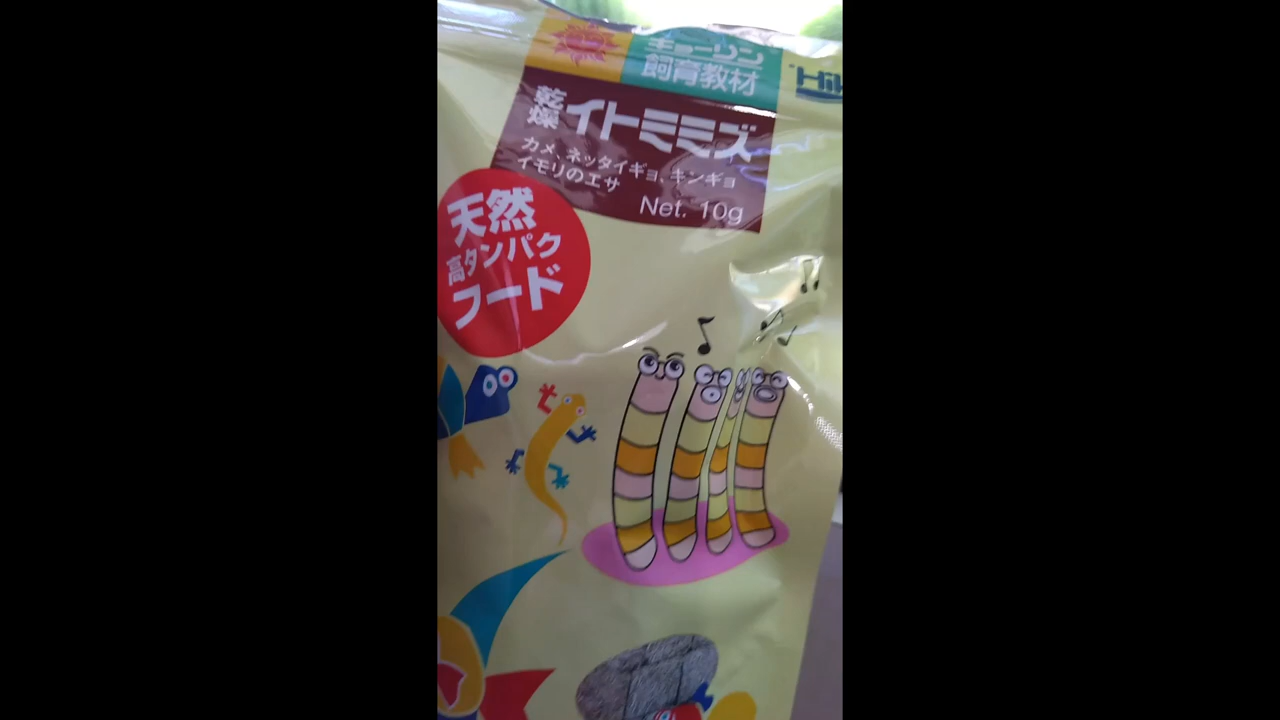 キョーリン
飼育教材
Hik
乾燥イトミミズ
カメ、ネッタイギョ、キンギョ
イモリのエサ
Net. 10g
天然
高タンパク
フード